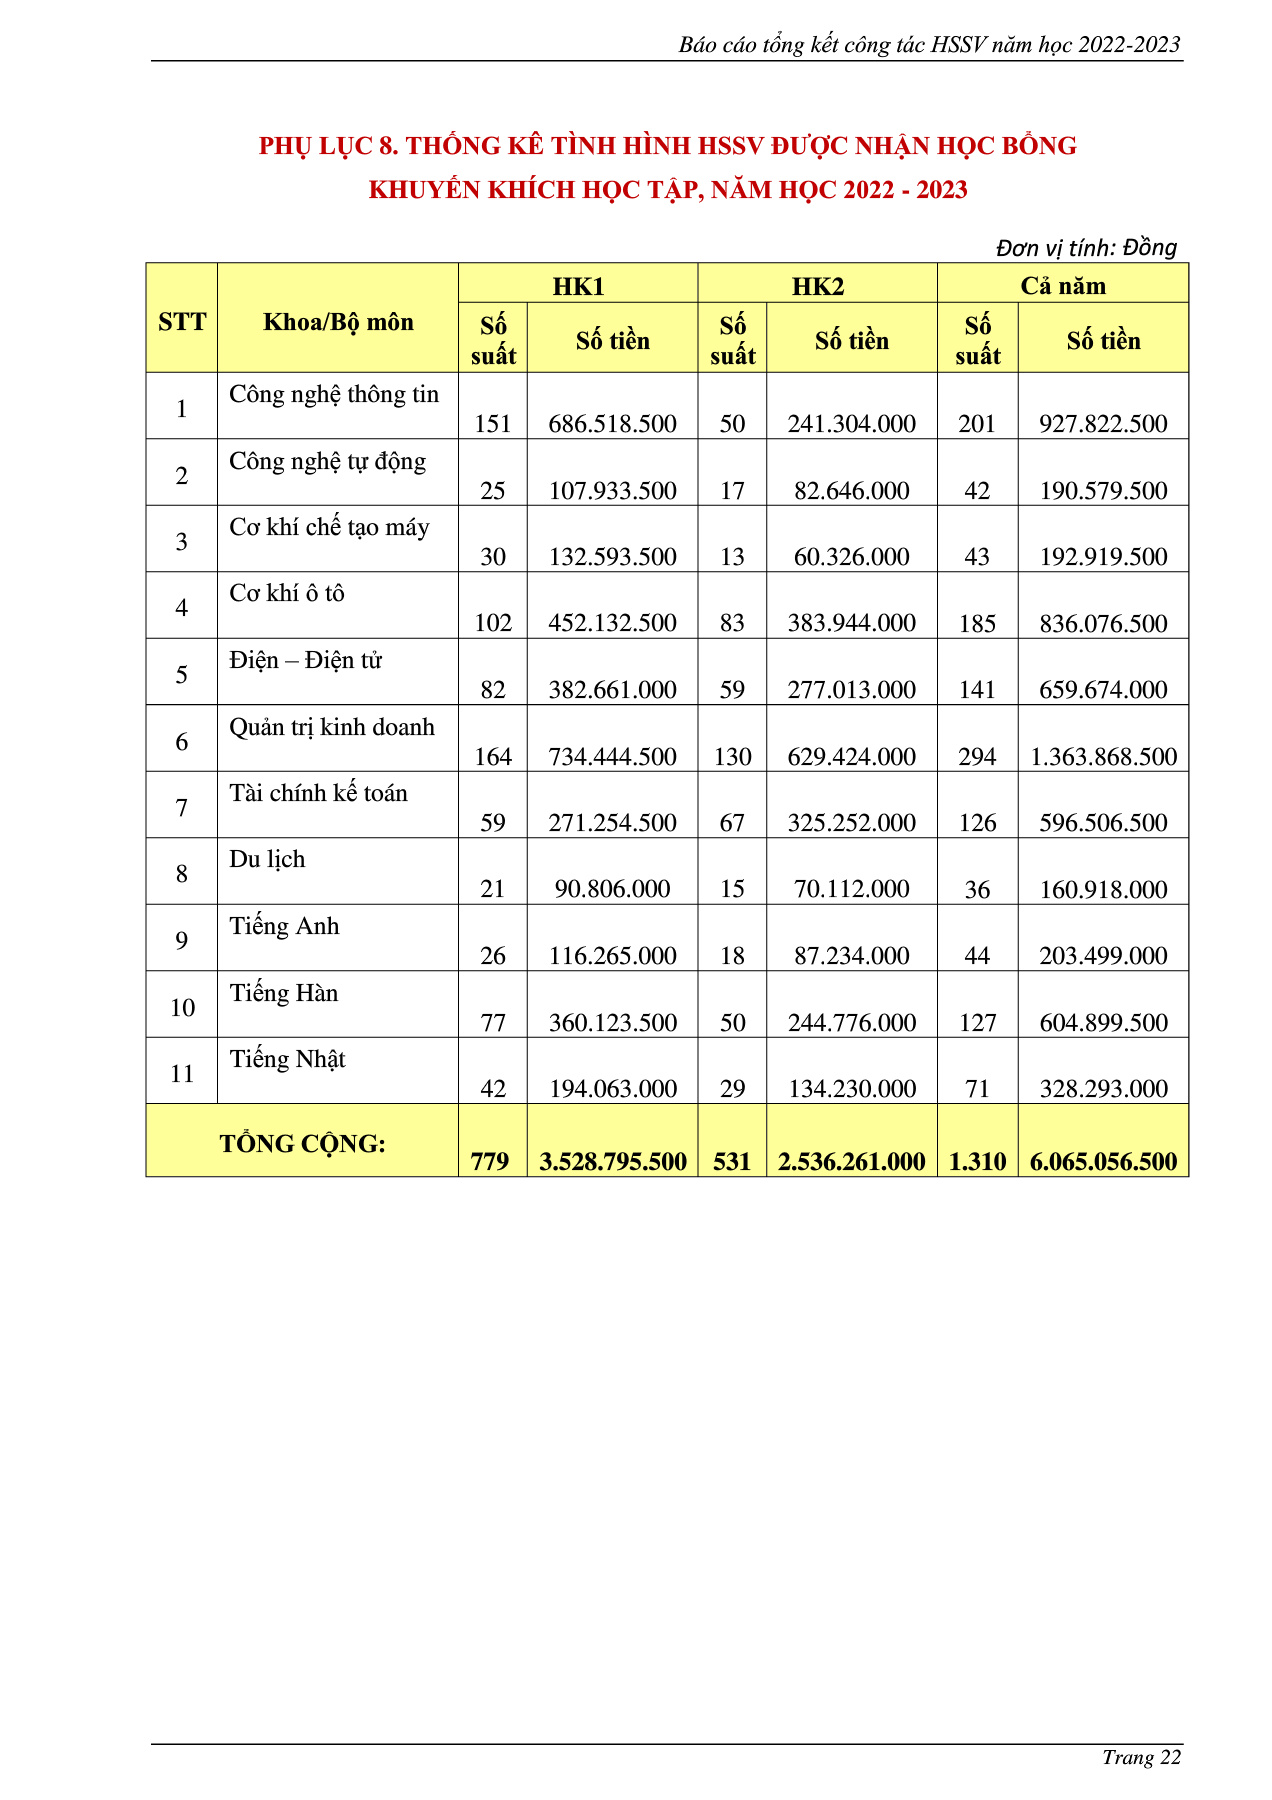 Báo cáo tổng kết công tác HSSV năm học 2022-2023
PHỤ LỤC 8. THỐNG KÊ TÌNH HÌNH HSSV ĐƯỢC NHẬN HỌC BỔNG
KHUYẾN KHÍCH HỌC TẬP, NĂM HỌC 2022 - 2023
Đơn vị tính: Đồng
STT Khoa/Bộ môn HK1 HK2 Cả năm
Số suất Số tiền Số suất Số tiền Số suất Số tiền
1 Công nghệ thông tin 151 686.518.500 50 241.304.000 201 927.822.500
2 Công nghệ tự động 25 107.933.500 17 82.646.000 42 190.579.500
3 Cơ khí chế tạo máy 30 132.593.500 13 60.326.000 43 192.919.500
4 Cơ khí ô tô 102 452.132.500 83 383.944.000 185 836.076.500
5 Điện – Điện tử 82 382.661.000 59 277.013.000 141 659.674.000
6 Quản trị kinh doanh 164 734.444.500 130 629.424.000 294 1.363.868.500
7 Tài chính kế toán 59 271.254.500 67 325.252.000 126 596.506.500
8 Du lịch 21 90.806.000 15 70.112.000 36 160.918.000
9 Tiếng Anh 26 116.265.000 18 87.234.000 44 203.499.000
10 Tiếng Hàn 77 360.123.500 50 244.776.000 127 604.899.500
11 Tiếng Nhật 42 194.063.000 29 134.230.000 71 328.293.000
TỔNG CỘNG: 779 3.528.795.500 531 2.536.261.000 1.310 6.065.056.500
Trang 22